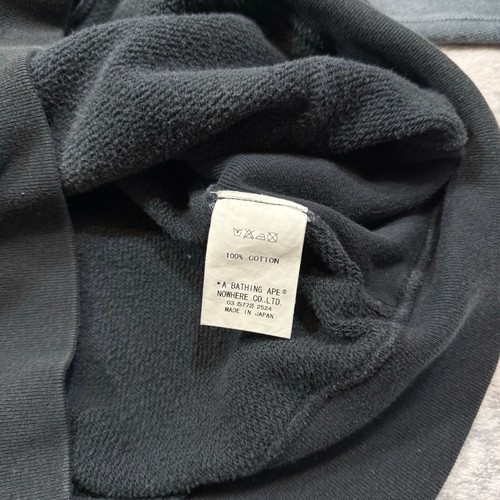 100% COTTON
*A BATHING APE®
NOWHERE CO.LTD.
03 (5772) 2524
MADE IN JAPAN